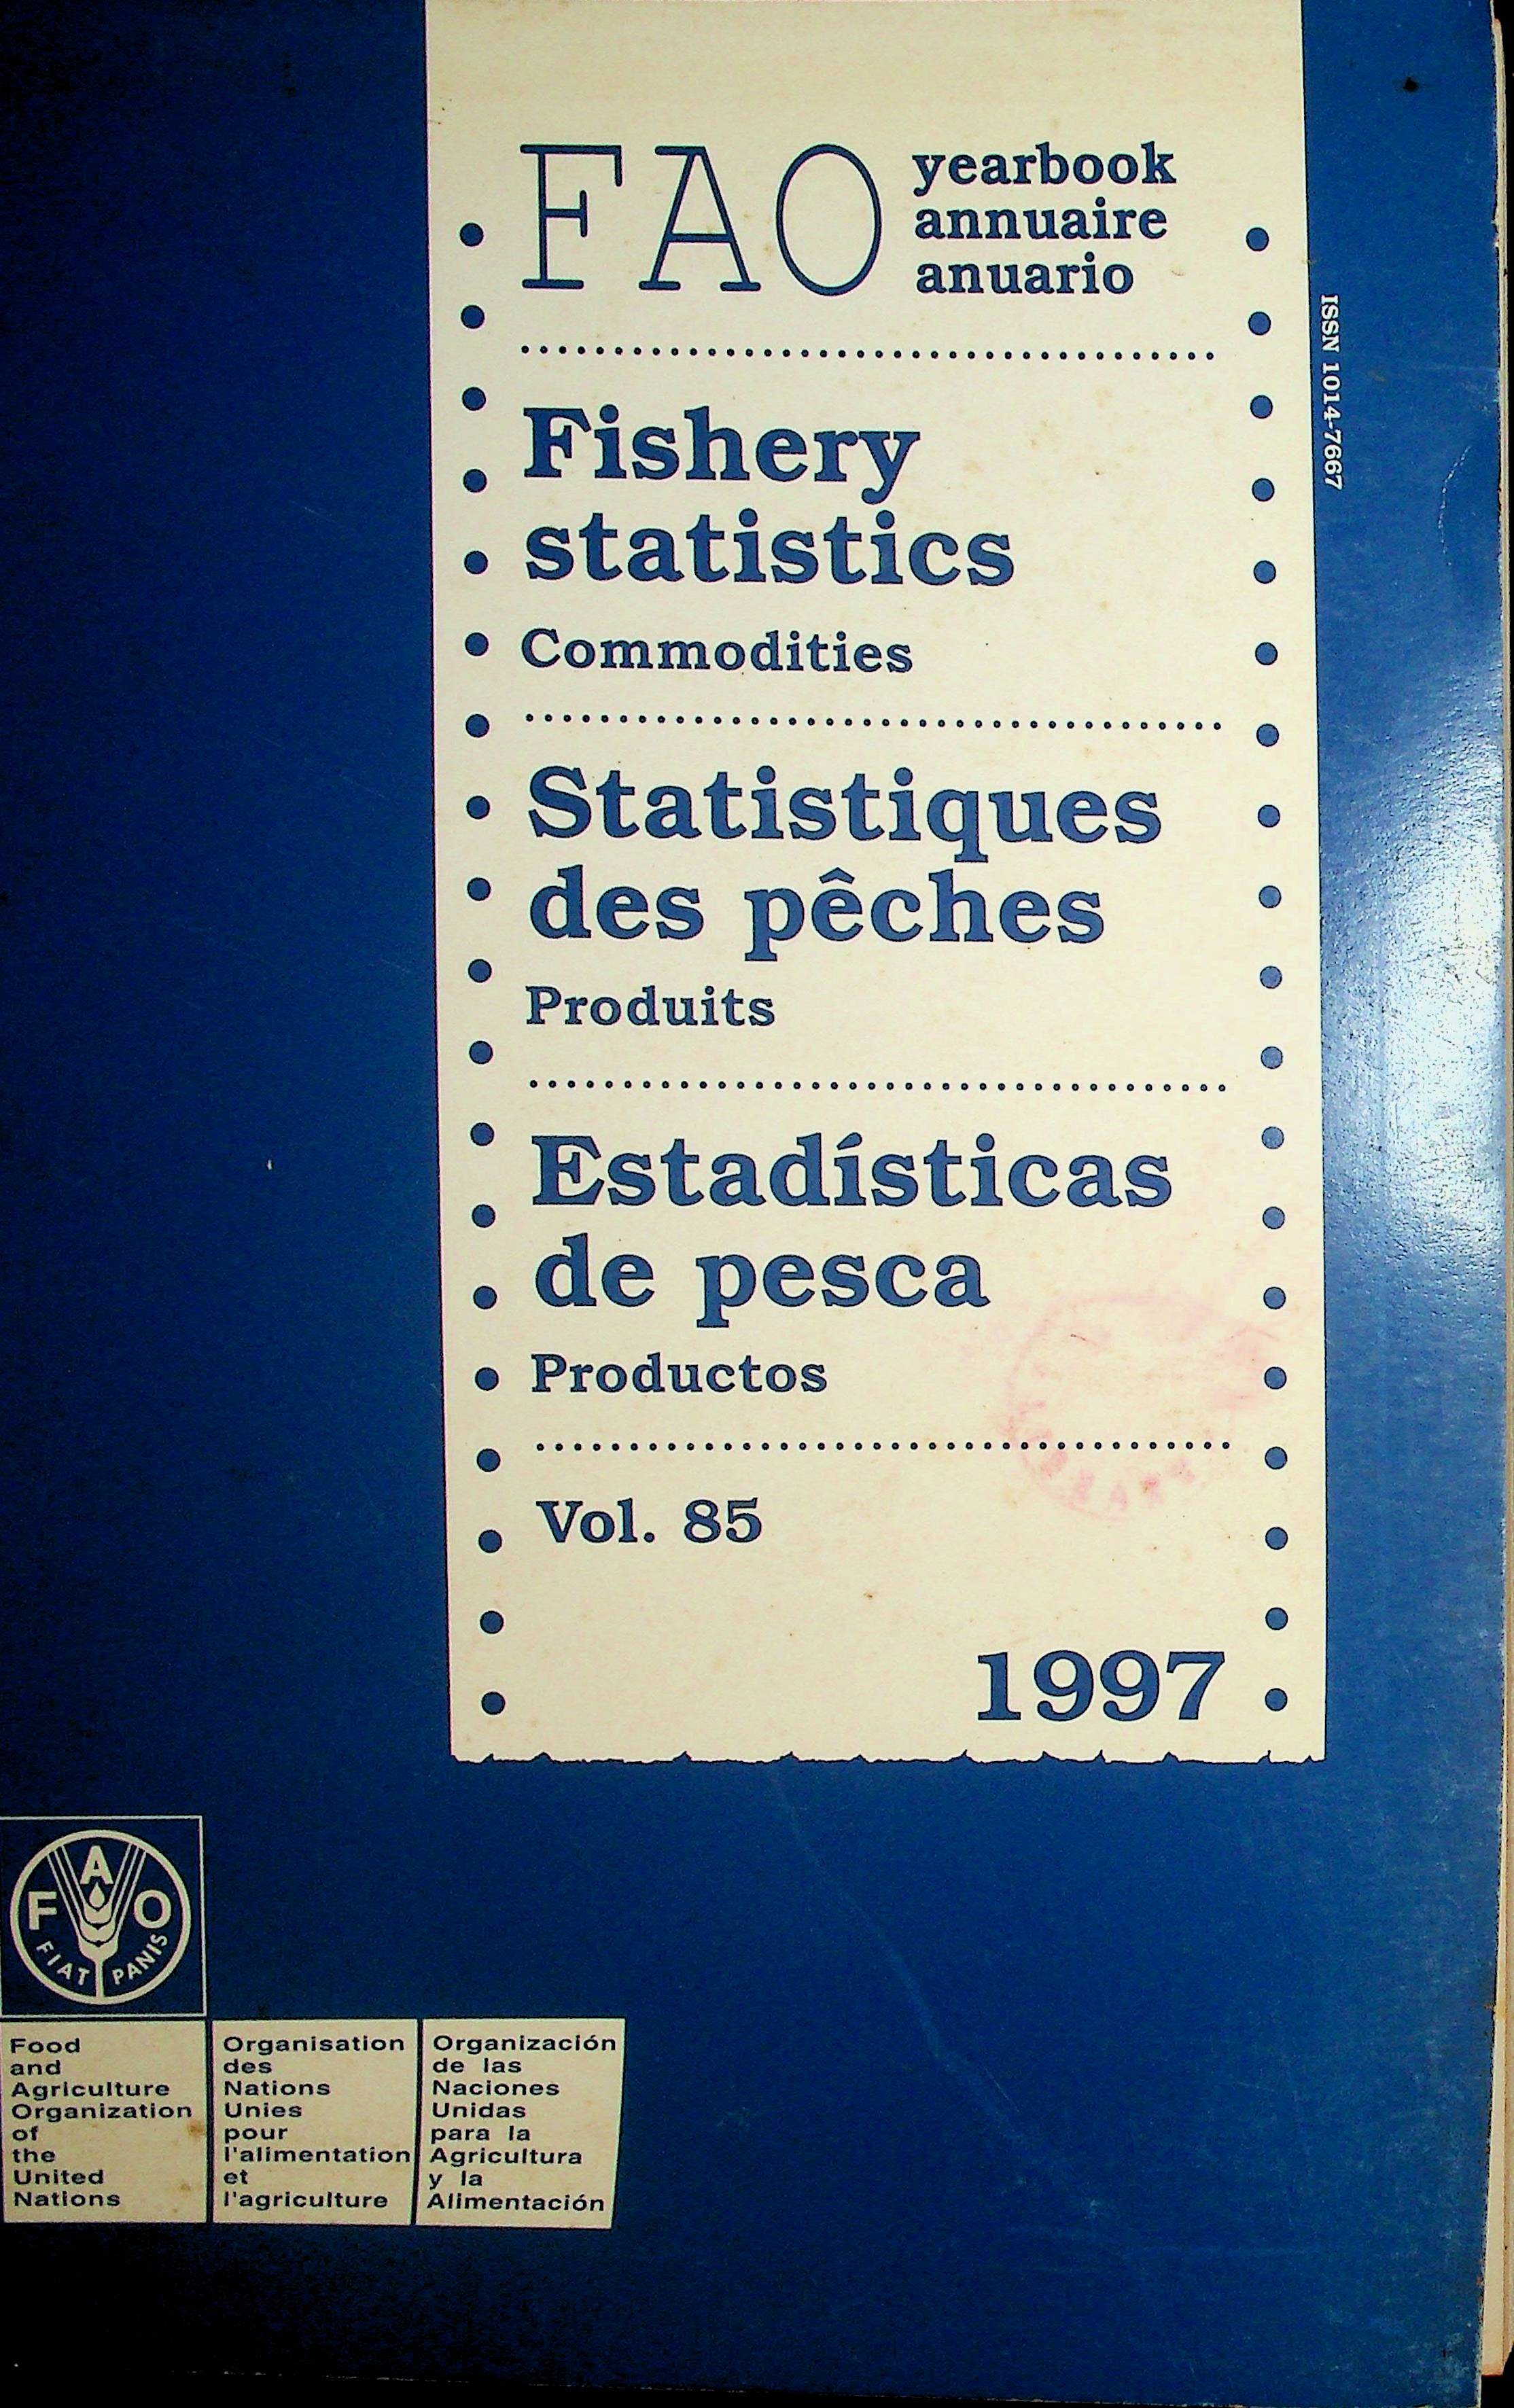 FAO
yearbook
annuaire
anuario
ISSN 1014-7667
Fishery
statistics
Commodities
Statistiques
des pêches
Produits
Estadísticas
de pesca
Productos
Vol. 85
1997
F A O
FIAT PANIS
Food
and
Agriculture
Organization
of
the
United
Nations
Organisation
des
Nations
Unies
pour
l'alimentation
et
l'agriculture
Organización
de las
Naciones
Unidas
para la
Agricultura
y la
Alimentación